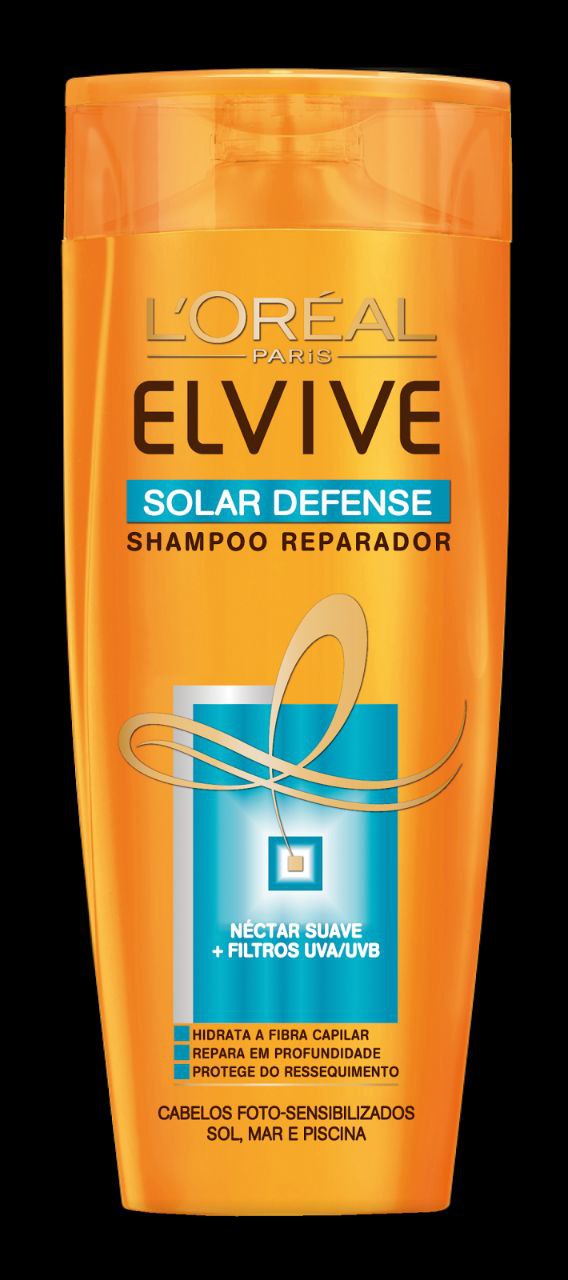 L'ORÉAL
PARiS
ELVIVE
SOLAR DEFENSE
SHAMPOO REPARADOR
NÉCTAR SUAVE
+ FILTROS UVA/UVB
HIDRATA A FIBRA CAPILAR
REPARA EM PROFUNDIDADE
PROTEGE DO RESSEQUIMENTO
CABELOS FOTO-SENSIBILIZADOS
SOL, MAR E PISCINA